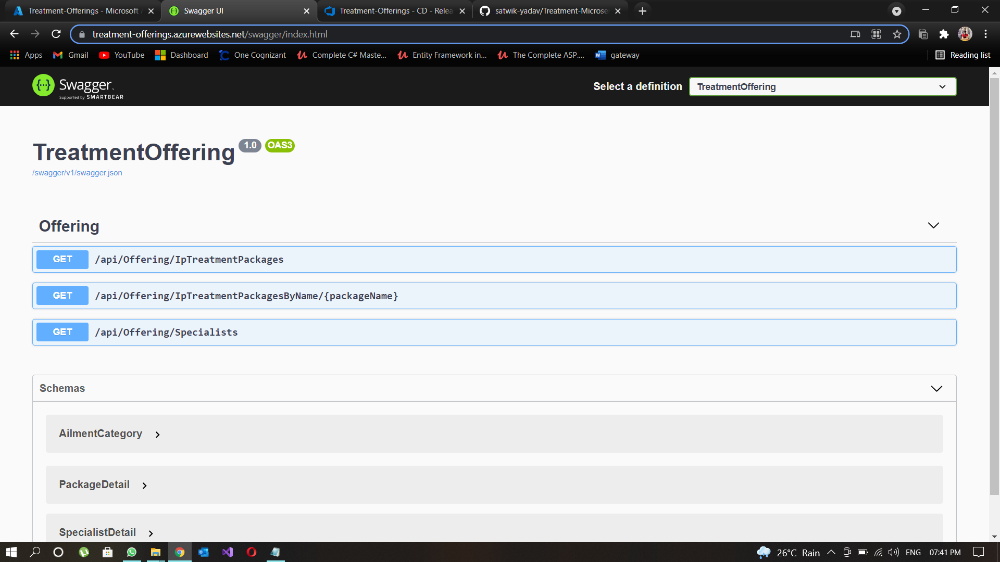 Treatment-Offerings - Microsoft A
Swagger UI
Treatment-Offerings - CD - Relea
satwik-yadav/Treatment-Microse
treatment-offerings.azurewebsites.net/swagger/index.html
Apps
Gmail
YouTube
Dashboard
One Cognizant
Complete C# Maste...
Entity Framework in...
The Complete ASP....
gateway
Reading list
Swagger
Supported by SMARTBEAR
Select a definition
TreatmentOffering
TreatmentOffering 1.0 OAS3
/swagger/v1/swagger.json
Offering
GET /api/Offering/IpTreatmentPackages
GET /api/Offering/IpTreatmentPackagesByName/{packageName}
GET /api/Offering/Specialists
Schemas
AilmentCategory
PackageDetail
SpecialistDetail
26°C Rain
ENG
07:41 PM